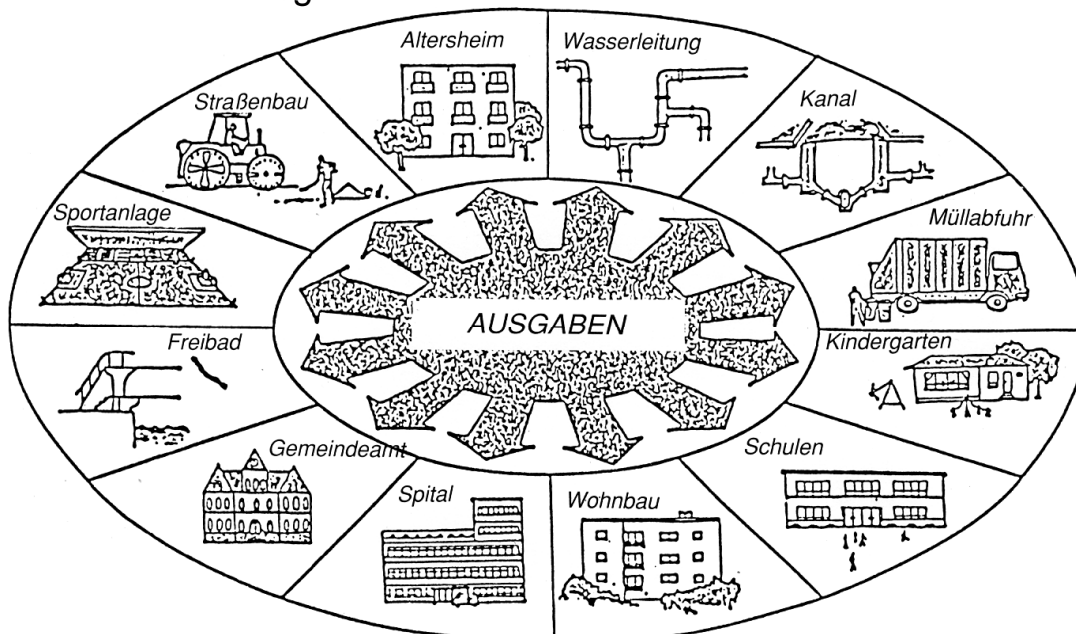 Altersheim
Wasserleitung
Straßenbau
Kanal
Sportanlage
Müllabfuhr
AUSGABEN
Freibad
Kindergarten
Gemeindeamt
Schulen
Spital
Wohnbau